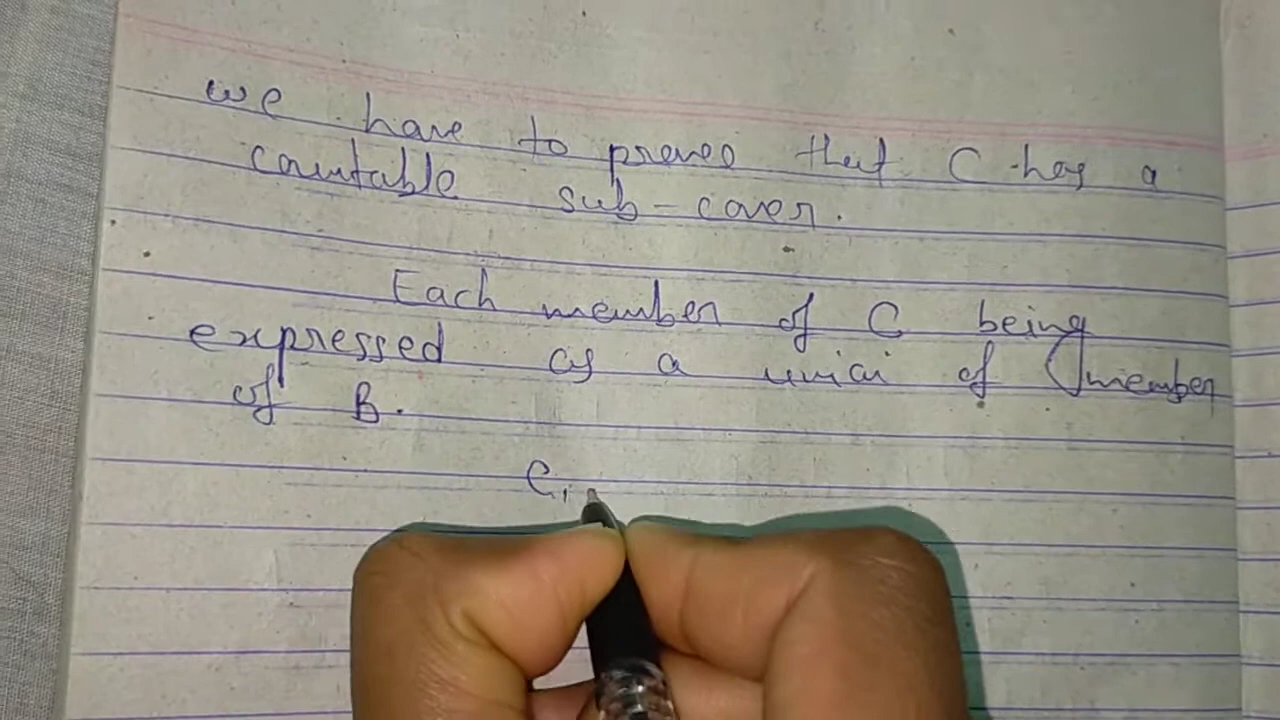 we have to prove that C has a
countable sub-cover.
Each member of C being
expressed as a union of member
of B.
C,